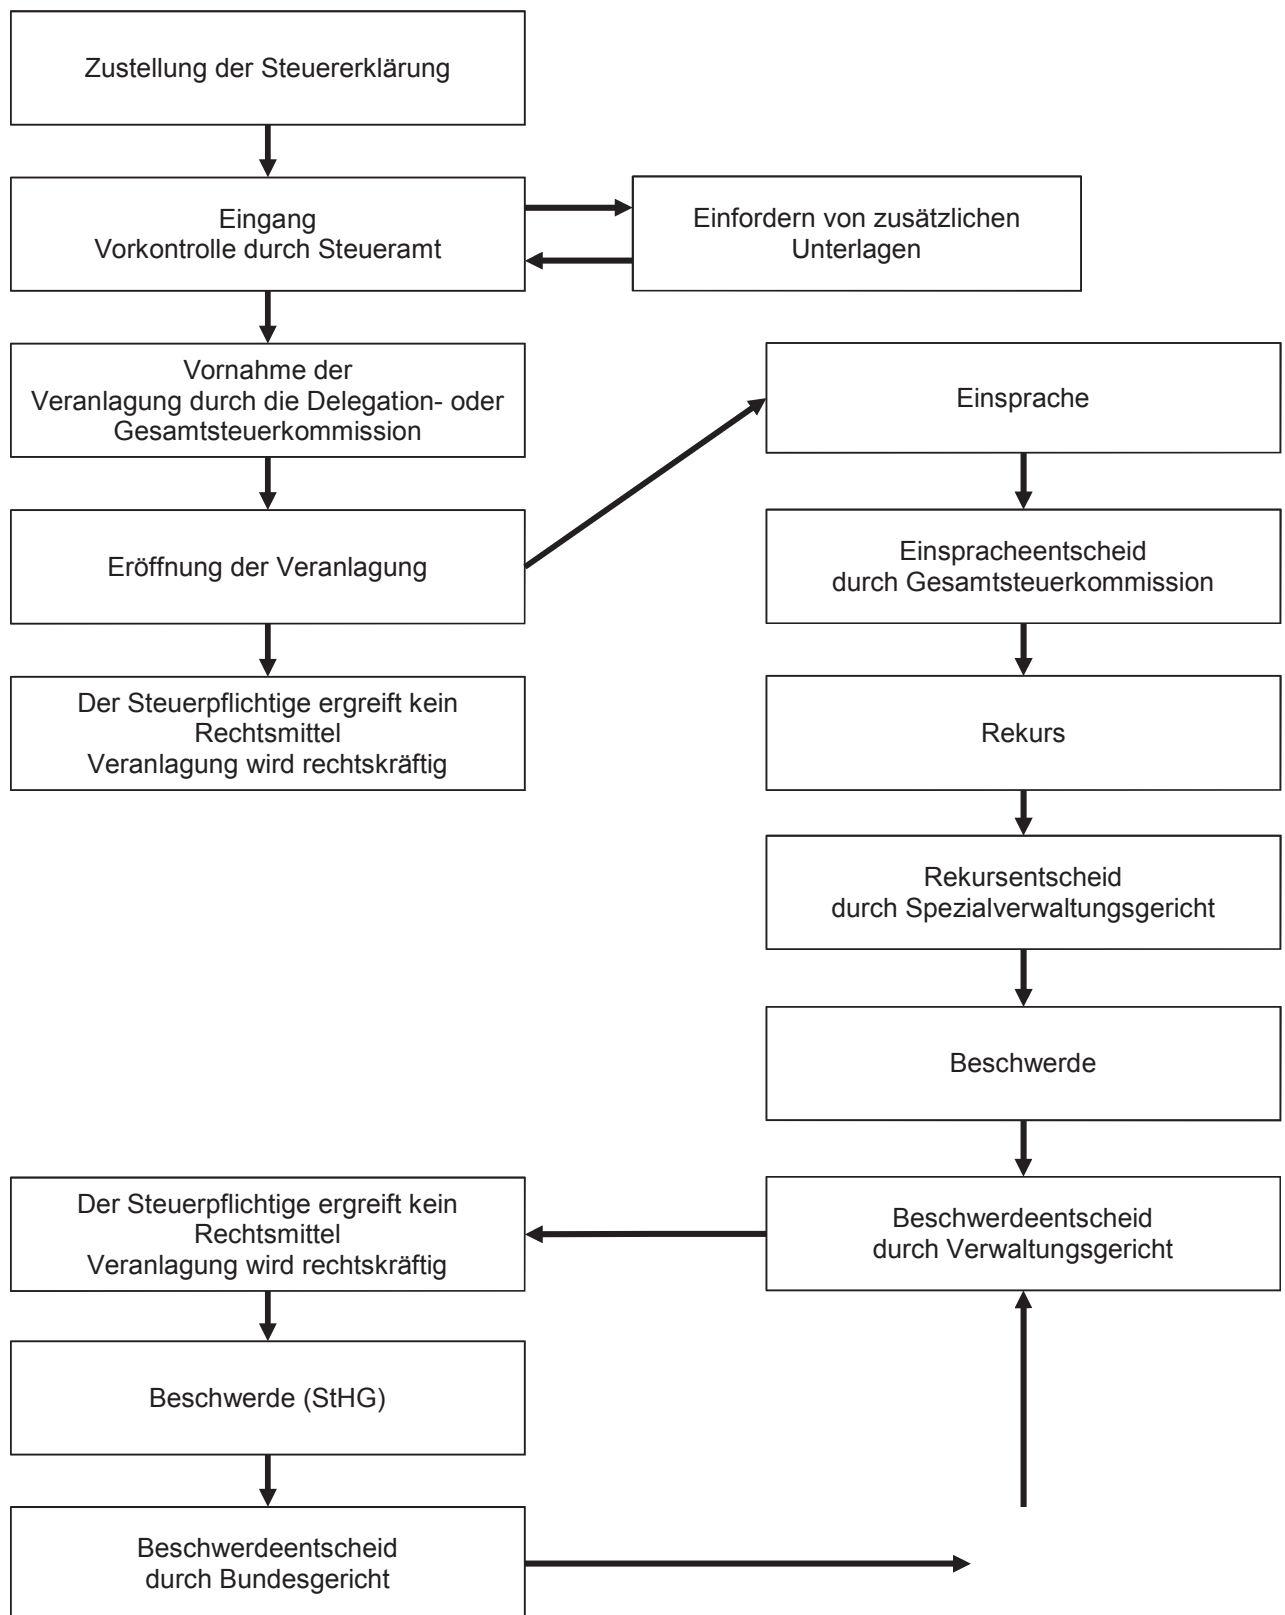 Zustellung der Steuererklärung
Eingang
Vorkontrolle durch Steueramt
Einfordern von zusätzlichen
Unterlagen
Vornahme der
Veranlagung durch die Delegation- oder
Gesamtsteuerkommission
Eröffnung der Veranlagung
Der Steuerpflichtige ergreift kein
Rechtsmittel
Veranlagung wird rechtskräftig
Einsprache
Einspracheentscheid
durch Gesamtsteuerkommission
Rekurs
Rekursentscheid
durch Spezialverwaltungsgericht
Beschwerde
Beschwerdeentscheid
durch Verwaltungsgericht
Der Steuerpflichtige ergreift kein
Rechtsmittel
Veranlagung wird rechtskräftig
Beschwerde (StHG)
Beschwerdeentscheid
durch Bundesgericht